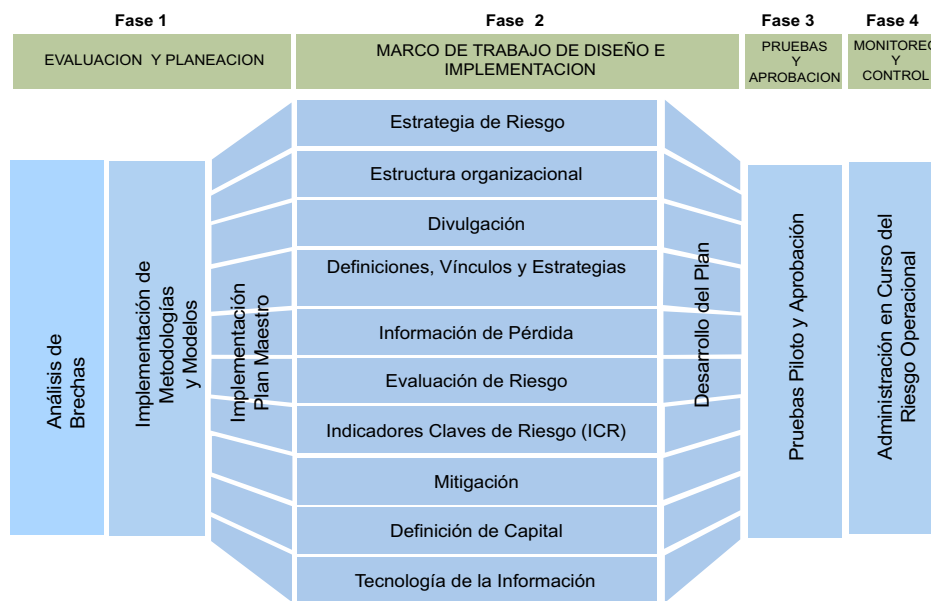 Fase 1
Fase 2
Fase 3
Fase 4
EVALUACION Y PLANEACION
MARCO DE TRABAJO DE DISEÑO E
IMPLEMENTACION
PRUEBAS
Y
APROBACION
MONITOREO
Y
CONTROL
Análisis de
Brechas
Implementación de
Metodologías
y Modelos
Implementación
Plan Maestro
Estrategia de Riesgo
Estructura organizacional
Divulgación
Definiciones, Vínculos y Estrategias
Información de Pérdida
Evaluación de Riesgo
Indicadores Claves de Riesgo (ICR)
Mitigación
Definición de Capital
Tecnología de la Información
Desarrollo del Plan
Pruebas Piloto y Aprobación
Administración en Curso del
Riesgo Operacional